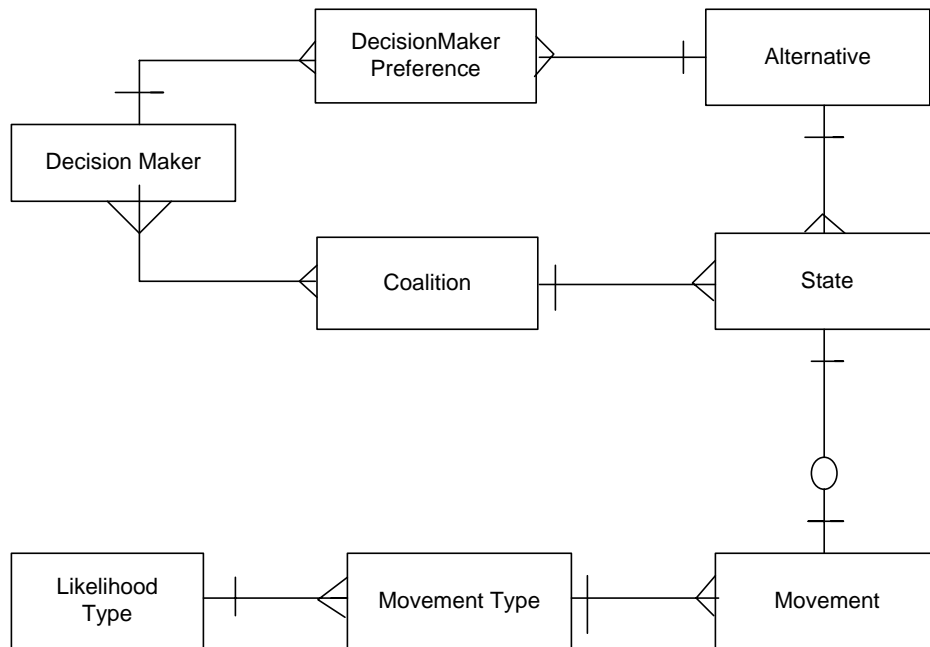 DecisionMaker
Preference
Alternative
Decision Maker
Coalition
State
Likelihood
Type
Movement Type
Movement